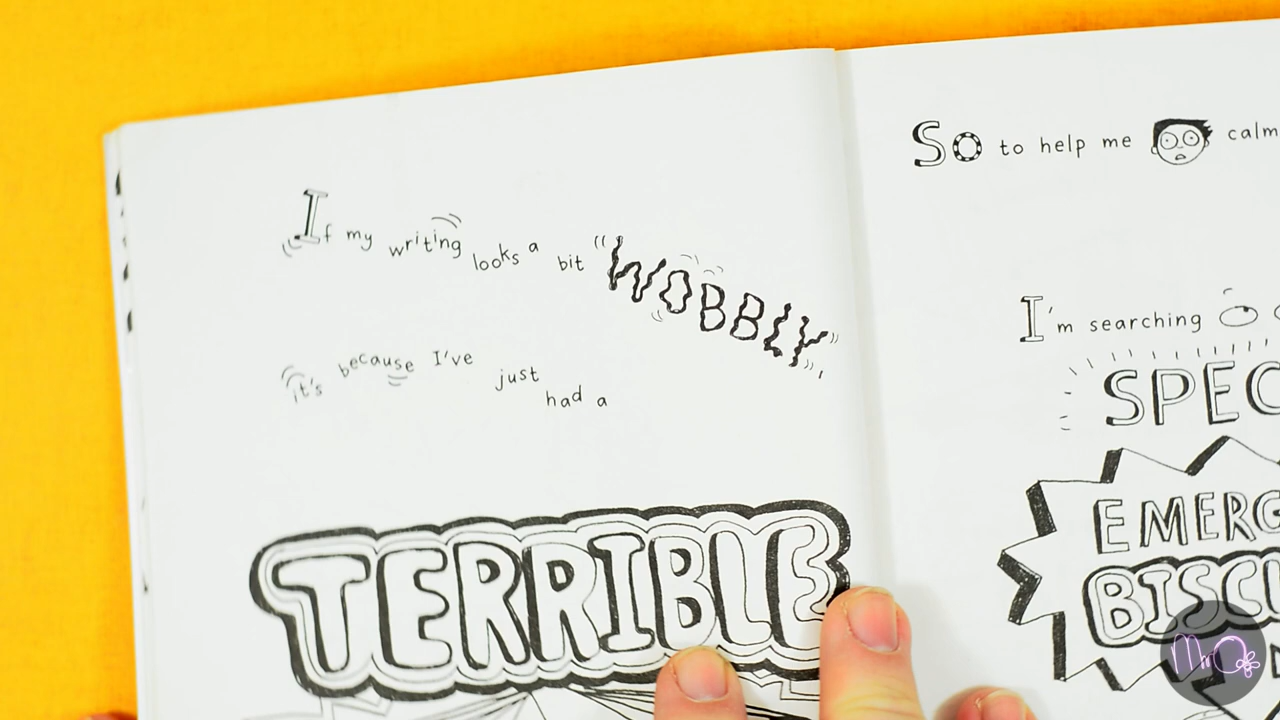 If my writing looks a bit WOBBLY,
it's because I've just had a
TERRIBLE
So to help me calm
I'm searching
SPEC
EMERG
BISCU